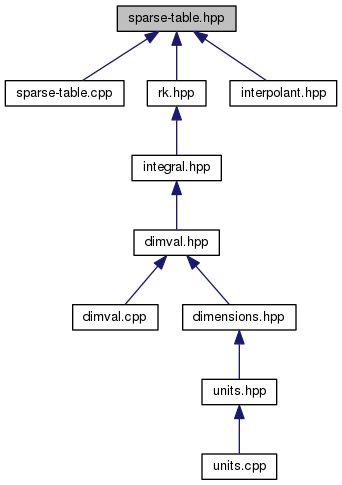 sparse-table.hpp
sparse-table.cpp
rk.hpp
interpolant.hpp
integral.hpp
dimval.hpp
dimval.cpp
dimensions.hpp
units.hpp
units.cpp